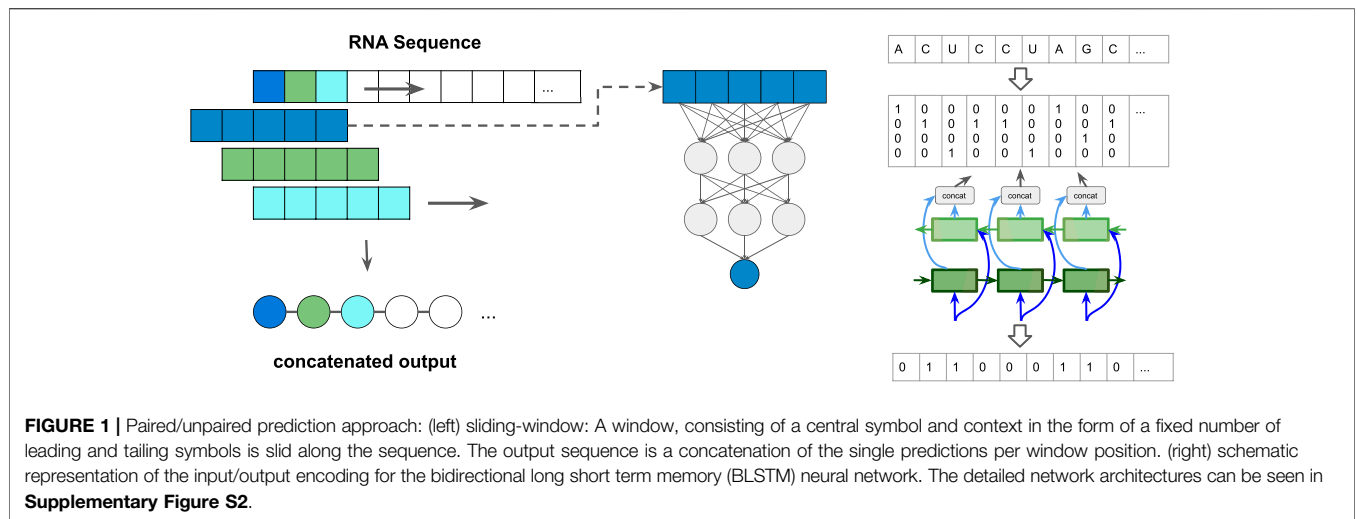 RNA Sequence
...
concatenated output
...
A C U C C U A G C ...
1 0 0 0 0 0 1 0 0 ...
0 1 0 1 1 0 0 0 1
0 0 0 0 0 0 0 1 0
0 0 1 0 0 1 0 0 0
concat concat concat
0 1 1 0 0 0 1 1 0 ...
FIGURE 1 | Paired/unpaired prediction approach: (left) sliding-window: A window, consisting of a central symbol and context in the form of a fixed number of
leading and tailing symbols is slid along the sequence. The output sequence is a concatenation of the single predictions per window position. (right) schematic
representation of the input/output encoding for the bidirectional long short term memory (BLSTM) neural network. The detailed network architectures can be seen in
Supplementary Figure S2.